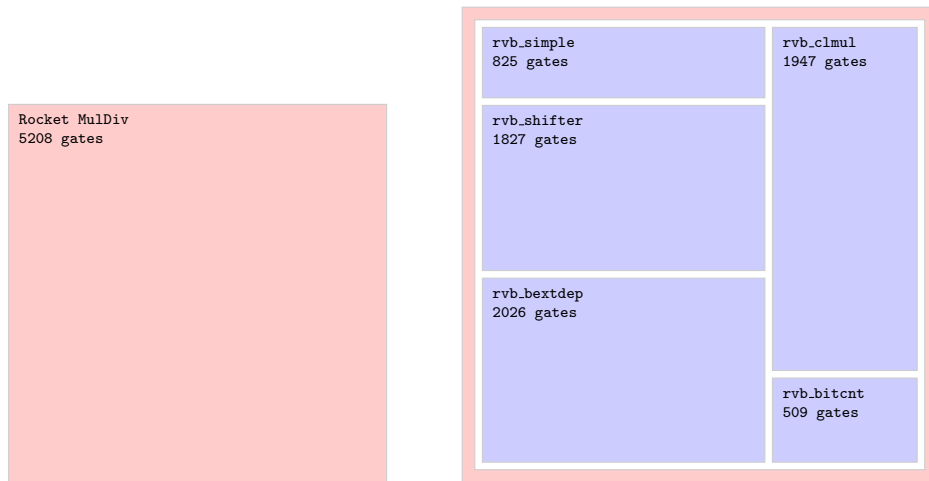 Rocket MulDiv
5208 gates
rvb_simple
825 gates
rvb_shifter
1827 gates
rvb_bextdep
2026 gates
rvb_clmul
1947 gates
rvb_bitcnt
509 gates